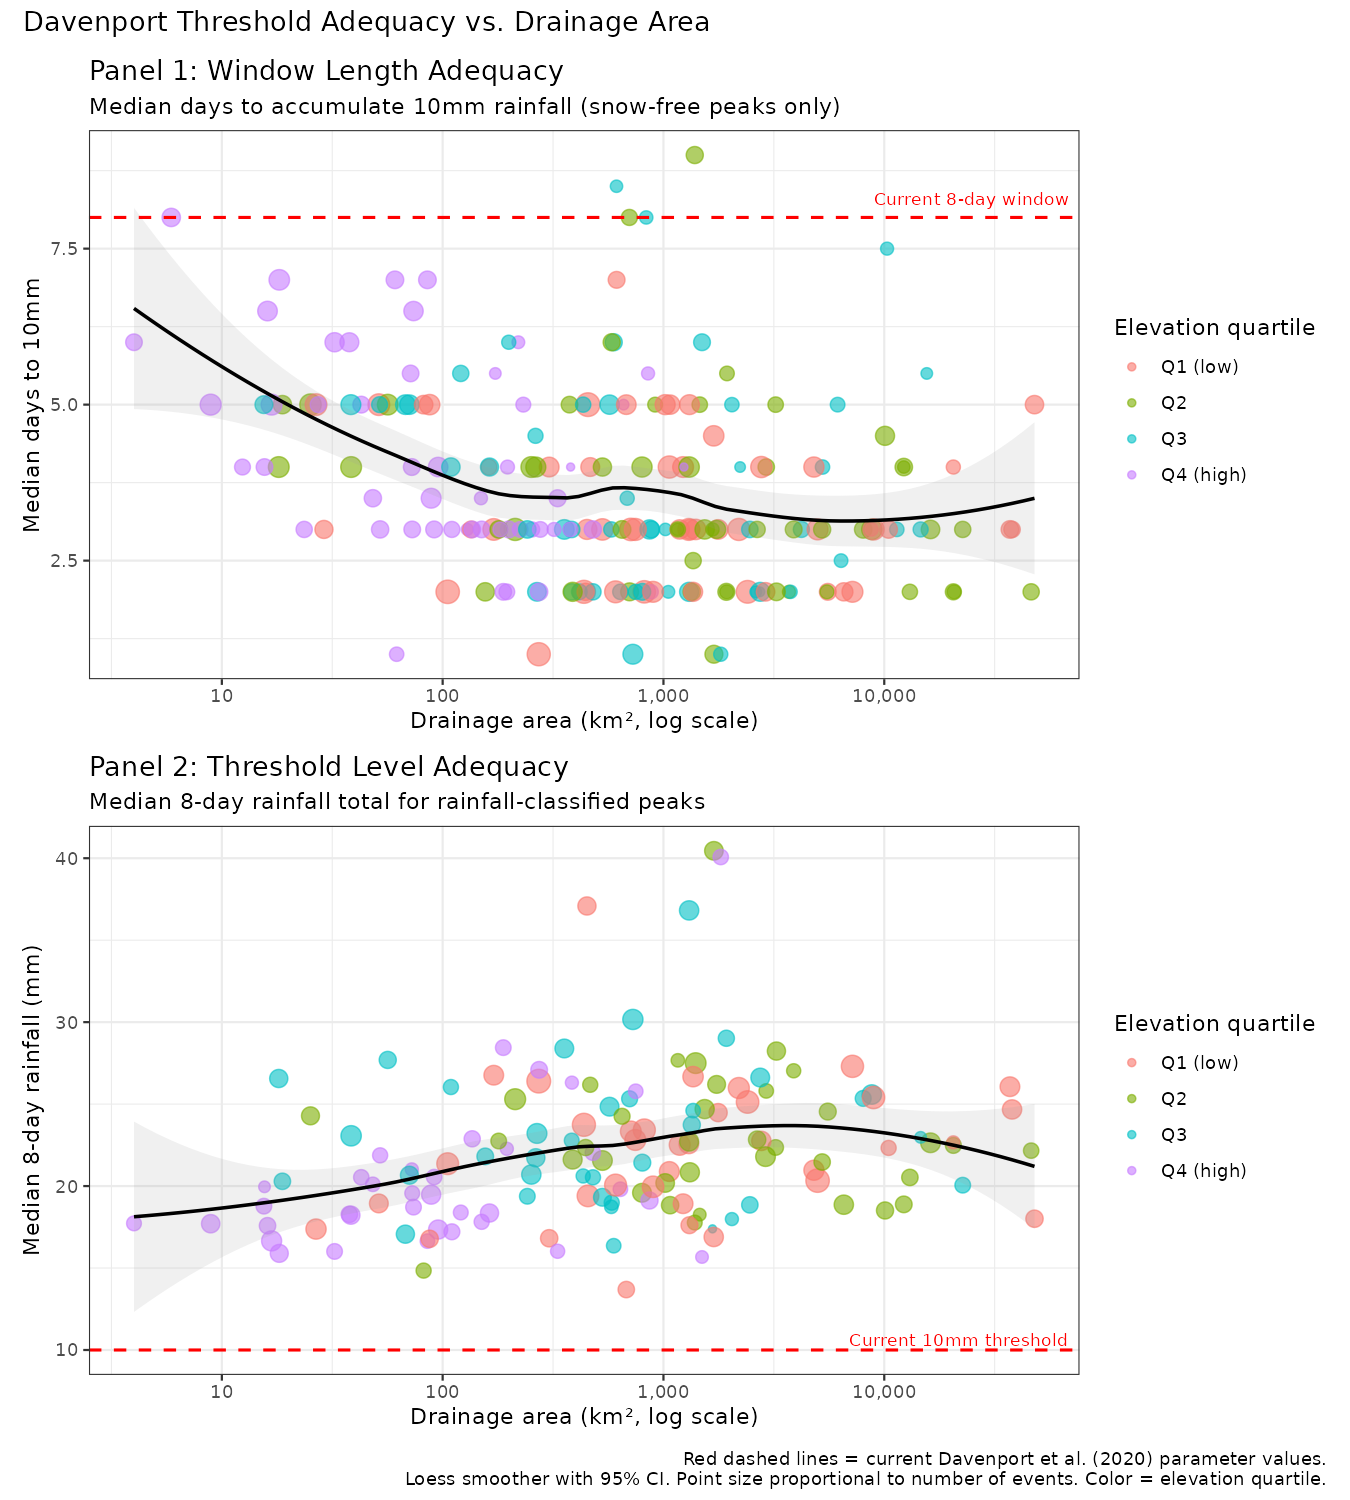 Davenport Threshold Adequacy vs. Drainage Area
Panel 1: Window Length Adequacy
Median days to accumulate 10mm rainfall (snow-free peaks only)
Current 8-day window
7.5
5.0
2.5
Median days to 10mm
10
100
1,000
10,000
Drainage area (km², log scale)
Elevation quartile
Q1 (low)
Q2
Q3
Q4 (high)
Panel 2: Threshold Level Adequacy
Median 8-day rainfall total for rainfall-classified peaks
40
30
20
10
Median 8-day rainfall (mm)
Current 10mm threshold
10
100
1,000
10,000
Drainage area (km², log scale)
Elevation quartile
Q1 (low)
Q2
Q3
Q4 (high)
Red dashed lines = current Davenport et al. (2020) parameter values.
Loess smoother with 95% CI. Point size proportional to number of events. Color = elevation quartile.